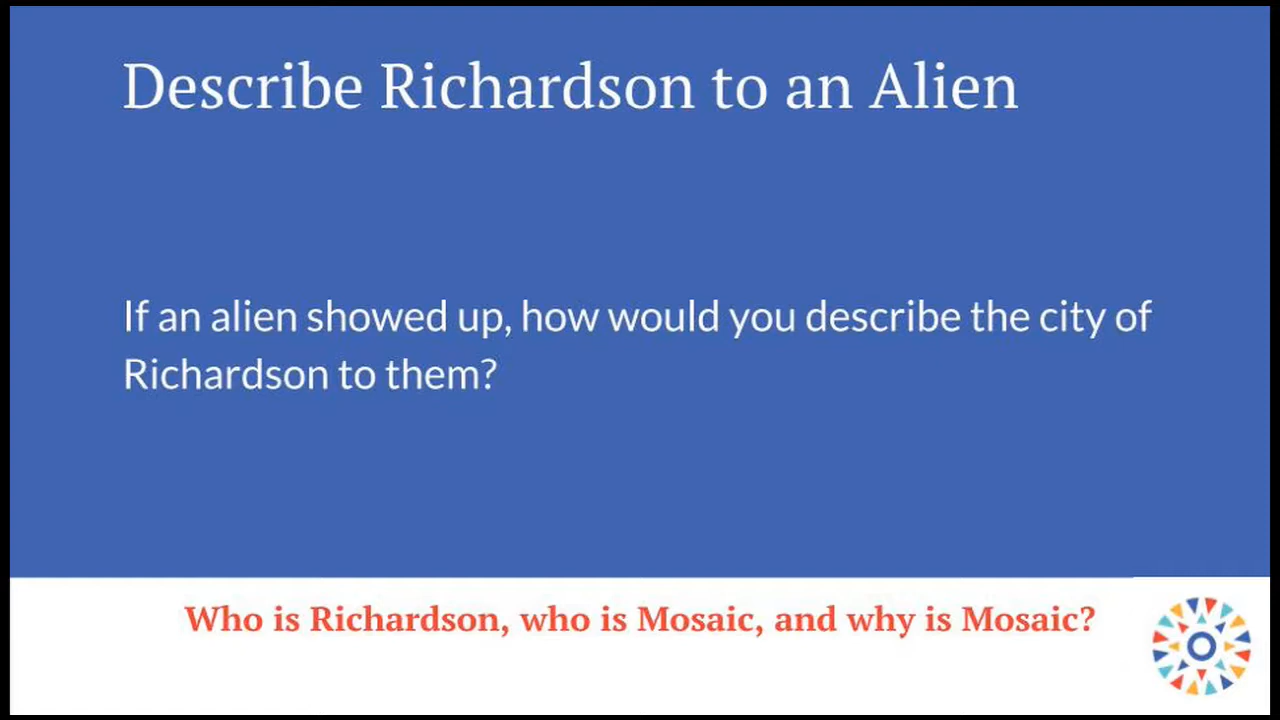 Describe Richardson to an Alien
If an alien showed up, how would you describe the city of
Richardson to them?
Who is Richardson, who is Mosaic, and why is Mosaic?